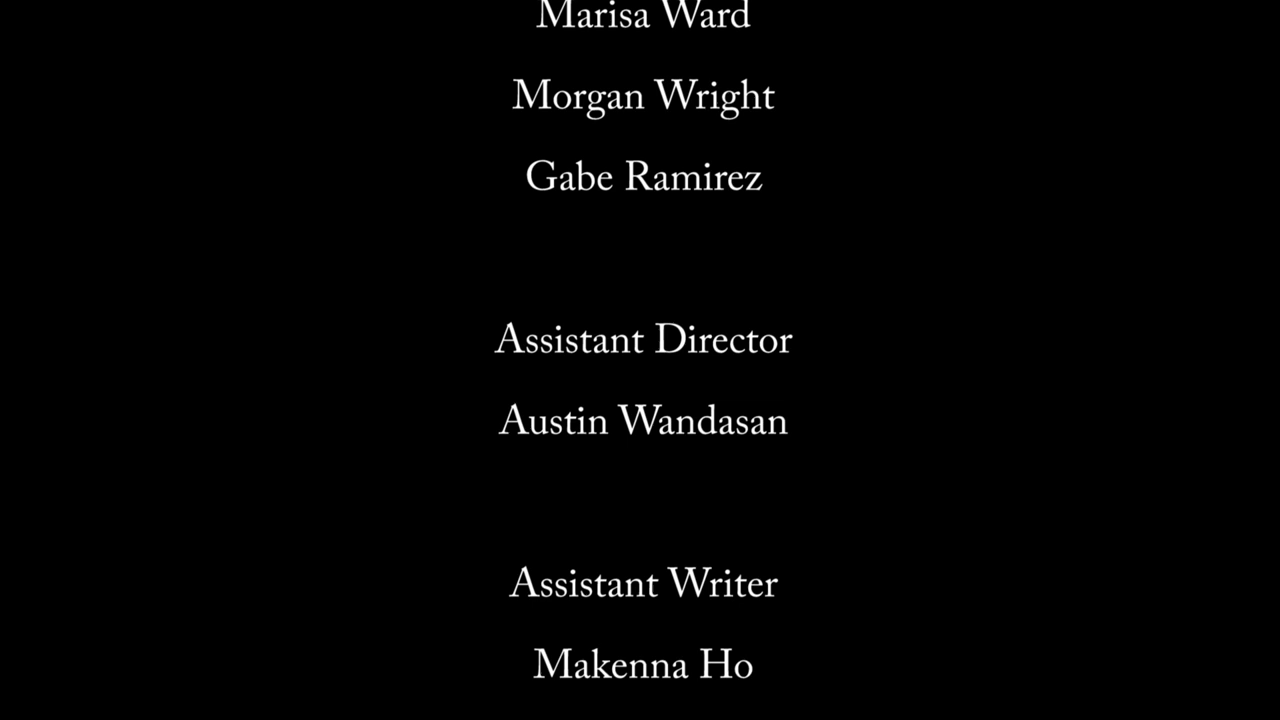 Marisa Ward
Morgan Wright
Gabe Ramirez
Assistant Director
Austin Wandasan
Assistant Writer
Makenna Ho